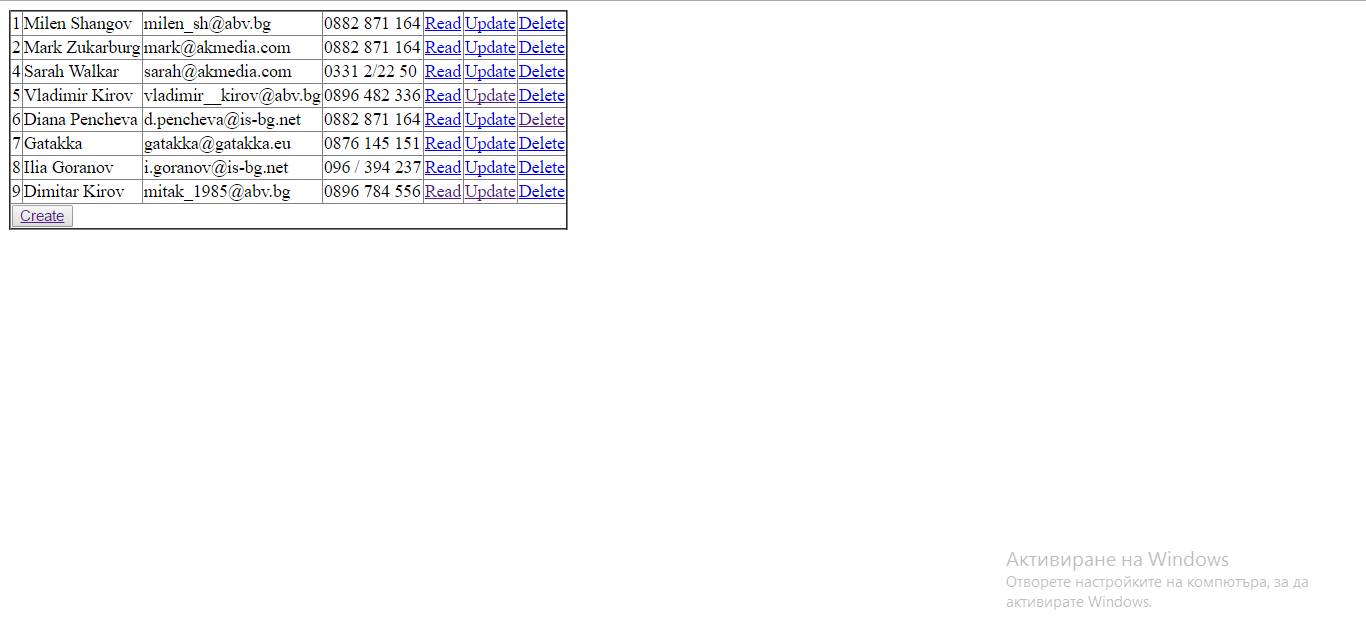 1 Milen Shangov milen_sh@abv.bg 0882 871 164 Read Update Delete
2 Mark Zukarburg mark@akmedia.com 0882 871 164 Read Update Delete
4 Sarah Walkar sarah@akmedia.com 0331 2/22 50 Read Update Delete
5 Vladimir Kirov vladimir__kirov@abv.bg 0896 482 336 Read Update Delete
6 Diana Pencheva d.pencheva@is-bg.net 0882 871 164 Read Update Delete
7 Gatakka gatakka@gatakka.eu 0876 145 151 Read Update Delete
8 Ilia Goranov i.goranov@is-bg.net 096 / 394 237 Read Update Delete
9 Dimitar Kirov mitak_1985@abv.bg 0896 784 556 Read Update Delete
Create
Активиране на Windows
Отворете настройките на компютъра, за да
активирате Windows.